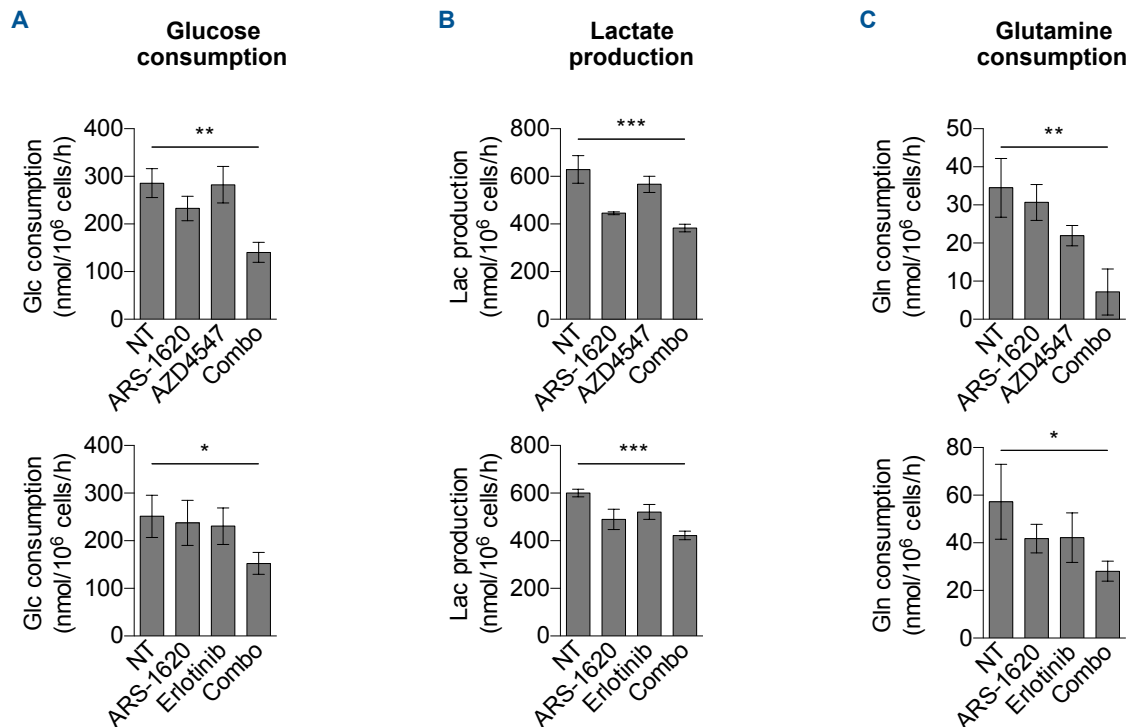 A
Glucose
consumption
B
Lactate
production
C
Glutamine
consumption
Glc consumption
(nmol/10⁶ cells/h)
400
300
200
100
0
**
NT
ARS-1620
AZD4547
Combo
Lac production
(nmol/10⁶ cells/h)
800
600
400
200
0
***
NT
ARS-1620
AZD4547
Combo
Gln consumption
(nmol/10⁶ cells/h)
50
40
30
20
10
0
**
NT
ARS-1620
AZD4547
Combo
Glc consumption
(nmol/10⁶ cells/h)
400
300
200
100
0
*
NT
ARS-1620
Erlotinib
Combo
Lac production
(nmol/10⁶ cells/h)
800
600
400
200
0
***
NT
ARS-1620
Erlotinib
Combo
Gln consumption
(nmol/10⁶ cells/h)
80
60
40
20
0
*
NT
ARS-1620
Erlotinib
Combo